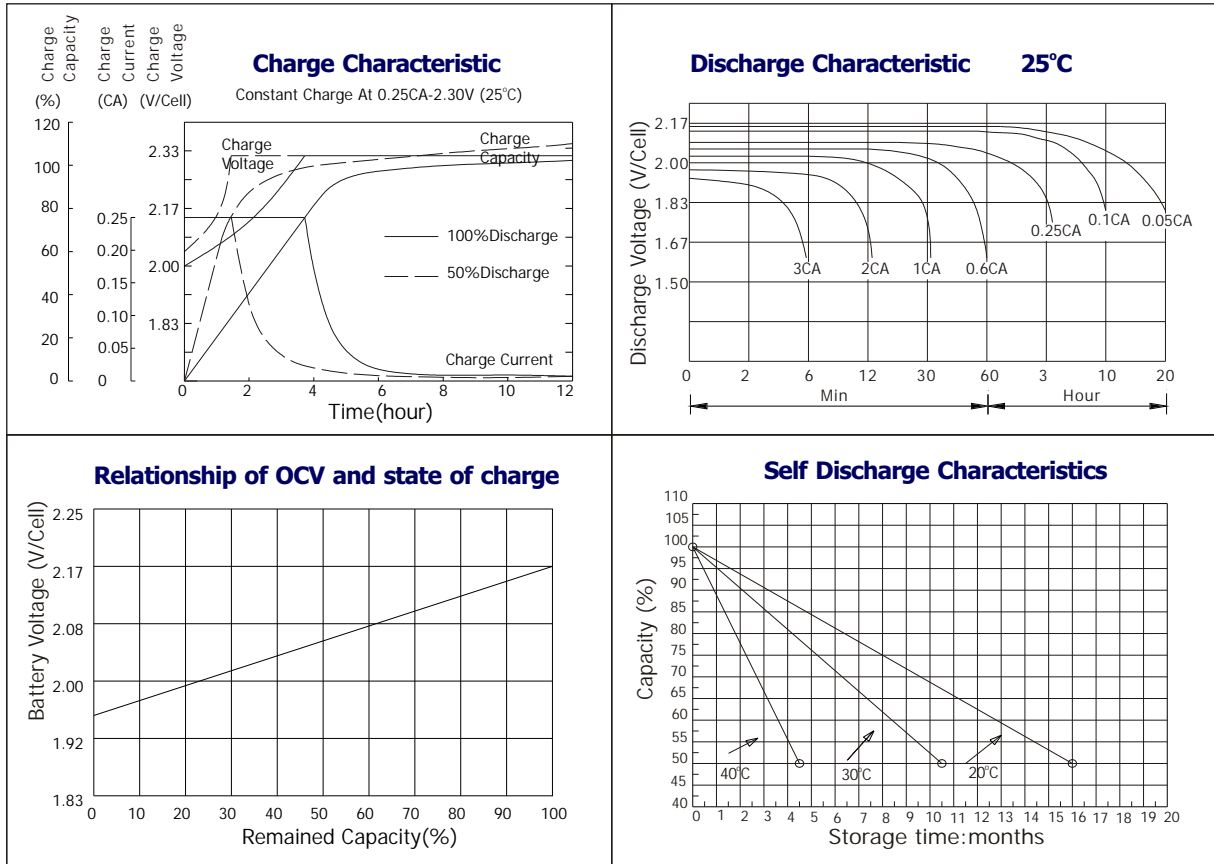 Charge Capacity
Charge Current
Charge Voltage
(%) (CA) (V/Cell)
Charge Characteristic
Constant Charge At 0.25CA-2.30V (25°C)
120
100
80
60
40
20
0
0.25
0.20
0.15
0.10
0.05
0
2.33
2.17
2.00
1.83
Charge Voltage
Charge Capacity
100%Discharge
50%Discharge
Charge Current
0 2 4 6 8 10 12
Time(hour)
Discharge Characteristic 25°C
Discharge Voltage (V/Cell)
2.17
2.00
1.83
1.67
1.50
3CA 2CA 1CA 0.6CA 0.25CA 0.1CA 0.05CA
0 2 6 12 30 60 3 10 20
Min Hour
Relationship of OCV and state of charge
Battery Voltage (V/Cell)
2.25
2.17
2.08
2.00
1.92
1.83
0 10 20 30 40 50 60 70 80 90 100
Remained Capacity(%)
Self Discharge Characteristics
Capacity (%)
110
105
100
95
90
85
80
75
70
65
60
55
50
45
40
40°C 30°C 20°C
0 1 2 3 4 5 6 7 8 9 10 11 12 13 14 15 16 17 18 19 20
Storage time:months